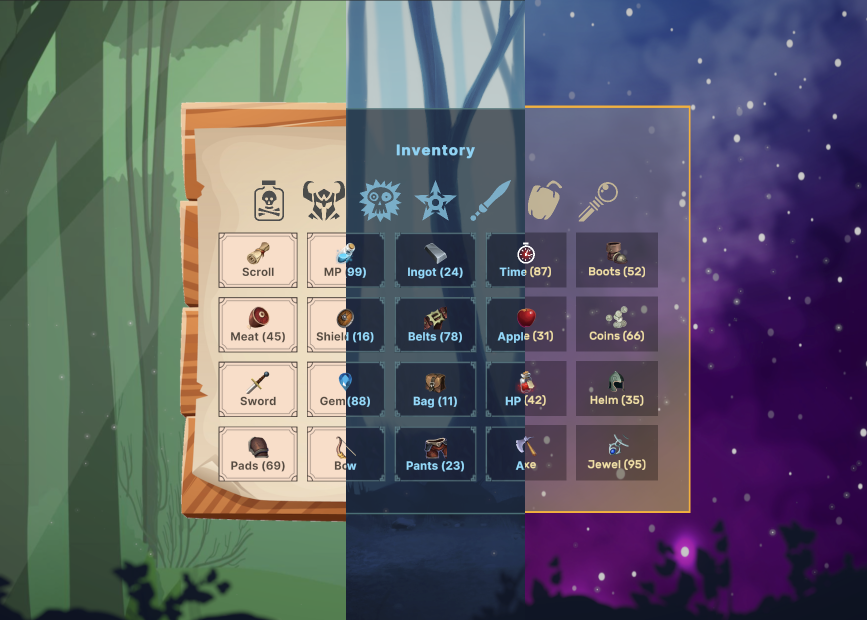 Inventory
Scroll
MP (99)
Ingot (24)
Time (87)
Boots (52)
Meat (45)
Shield (16)
Belts (78)
Apple (31)
Coins (66)
Sword
Gem (88)
Bag (11)
HP (42)
Helm (35)
Pads (69)
Bow
Pants (23)
Axe
Jewel (95)